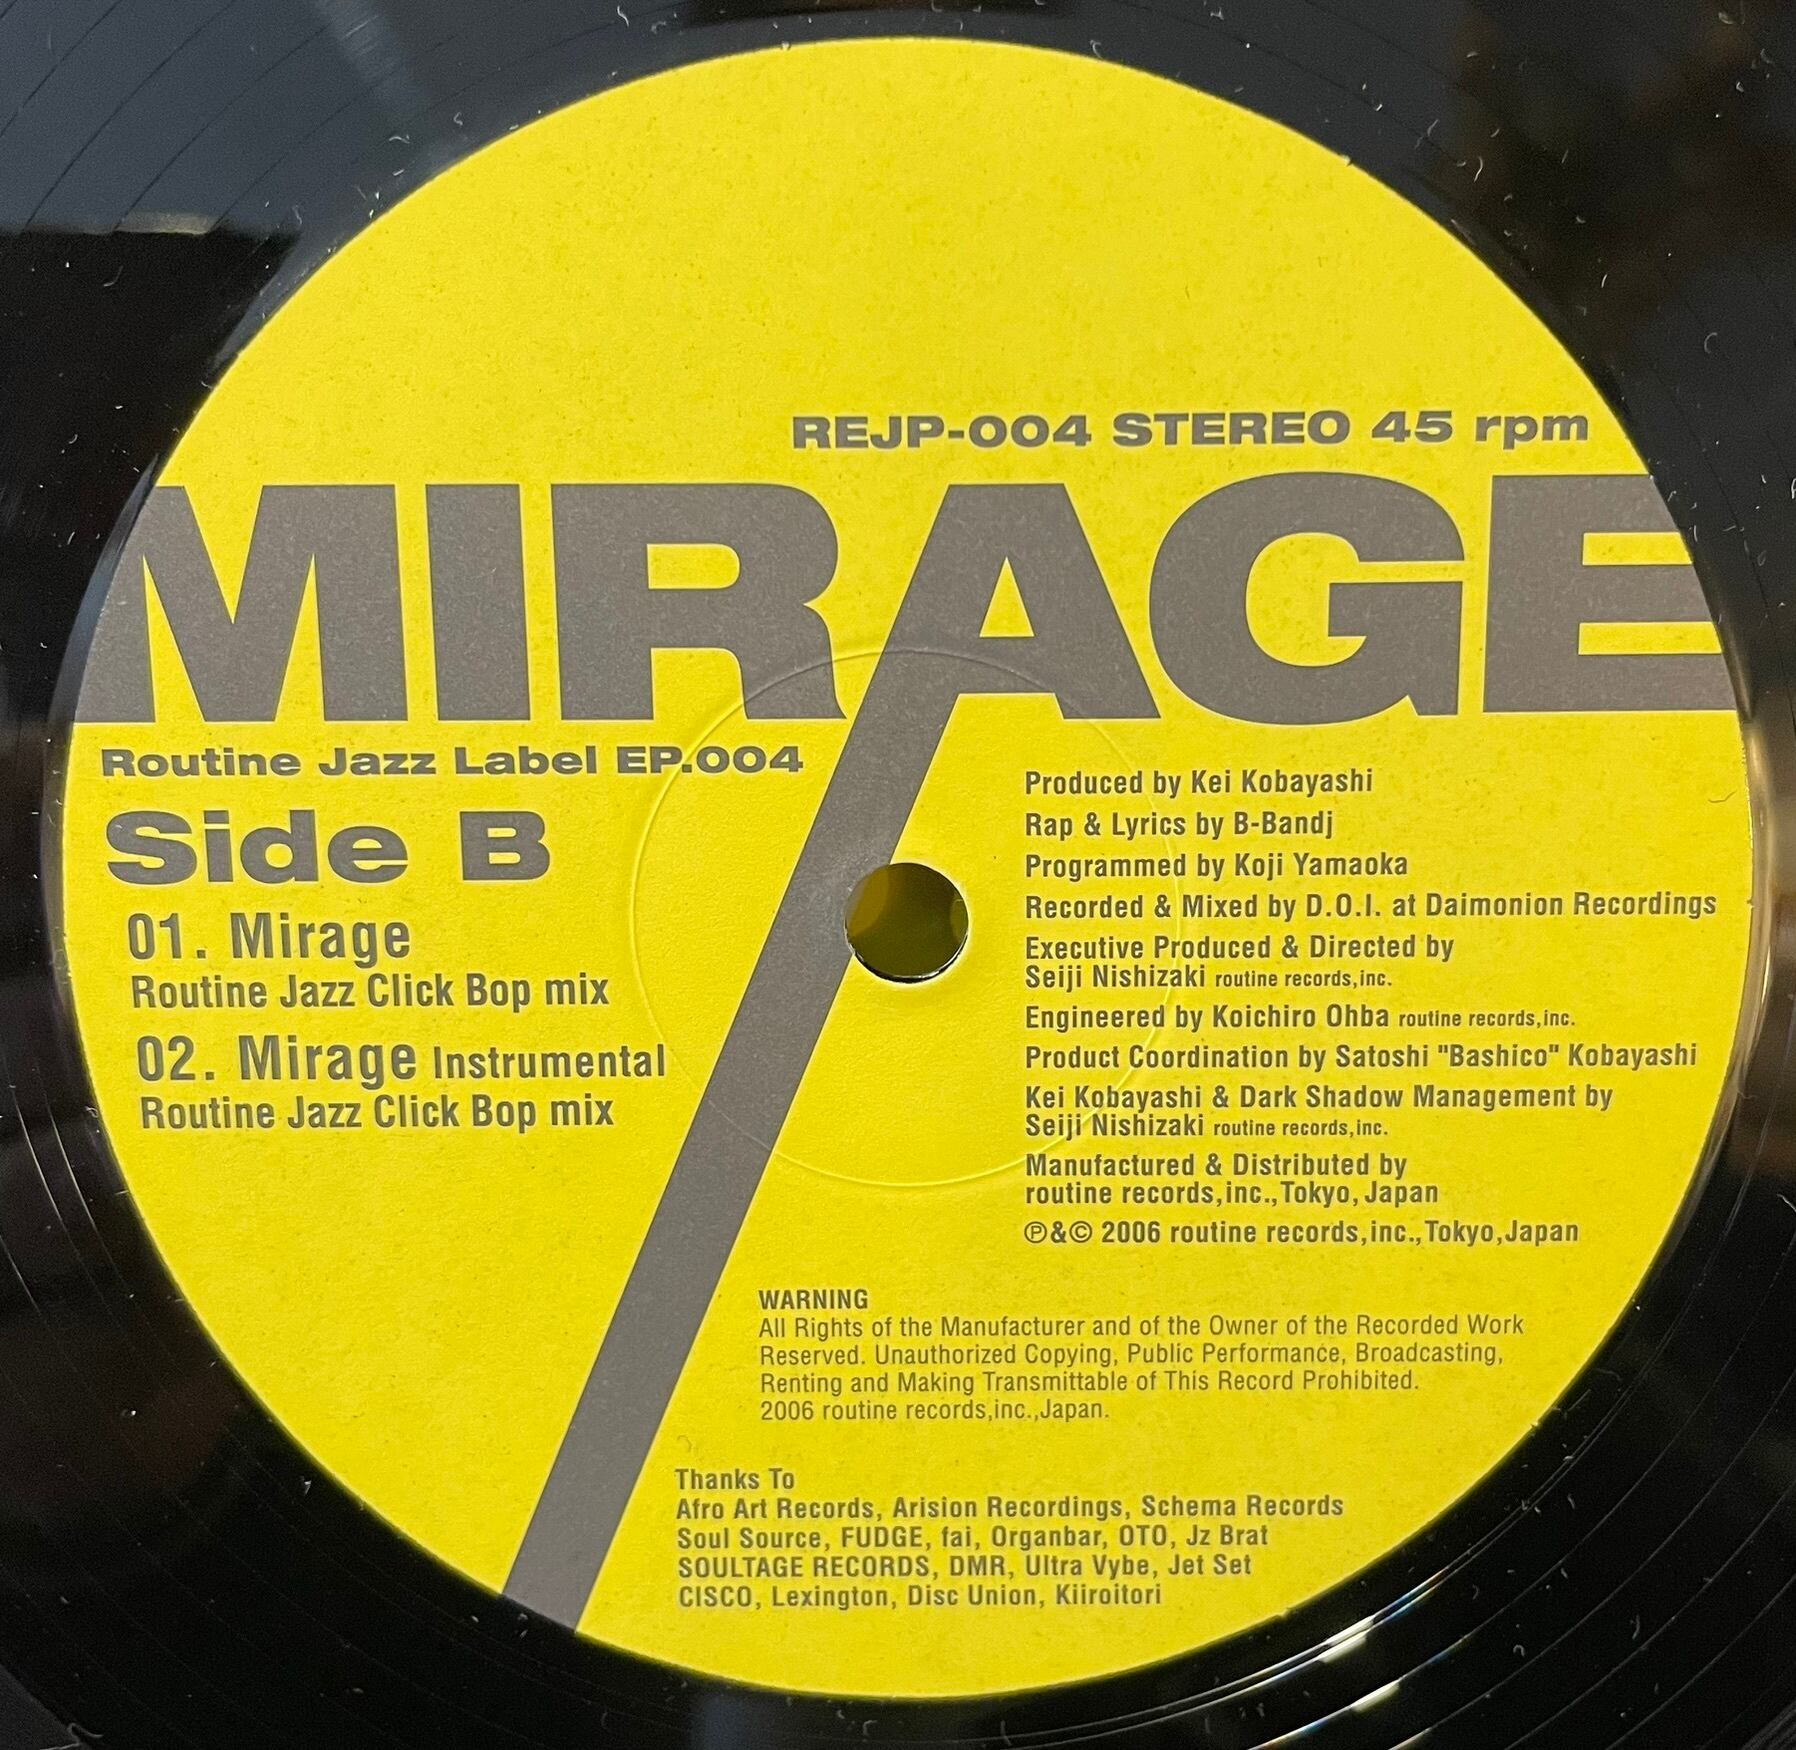 REJP-004 STEREO 45 rpm
MIRAGE
Routine Jazz Label EP.004
Side B
01. Mirage
Routine Jazz Click Bop mix
02. Mirage Instrumental
Routine Jazz Click Bop mix
Produced by Kei Kobayashi
Rap & Lyrics by B-Bandj
Programmed by Koji Yamaoka
Recorded & Mixed by D.O.I. at Daimonion Recordings
Executive Produced & Directed by
Seiji Nishizaki routine records,inc.
Engineered by Koichiro Ohba routine records,inc.
Product Coordination by Satoshi "Bashico" Kobayashi
Kei Kobayashi & Dark Shadow Management by
Seiji Nishizaki routine records,inc.
Manufactured & Distributed by
routine records,inc.,Tokyo,Japan
℗&© 2006 routine records,inc.,Tokyo,Japan
WARNING
All Rights of the Manufacturer and of the Owner of the Recorded Work
Reserved. Unauthorized Copying, Public Performance, Broadcasting,
Renting and Making Transmittable of This Record Prohibited.
2006 routine records,inc.,Japan.
Thanks To
Afro Art Records, Arision Recordings, Schema Records
Soul Source, FUDGE, fai, Organbar, OTO, Jz Brat
SOULTAGE RECORDS, DMR, Ultra Vybe, Jet Set
CISCO, Lexington, Disc Union, Kiiroitori